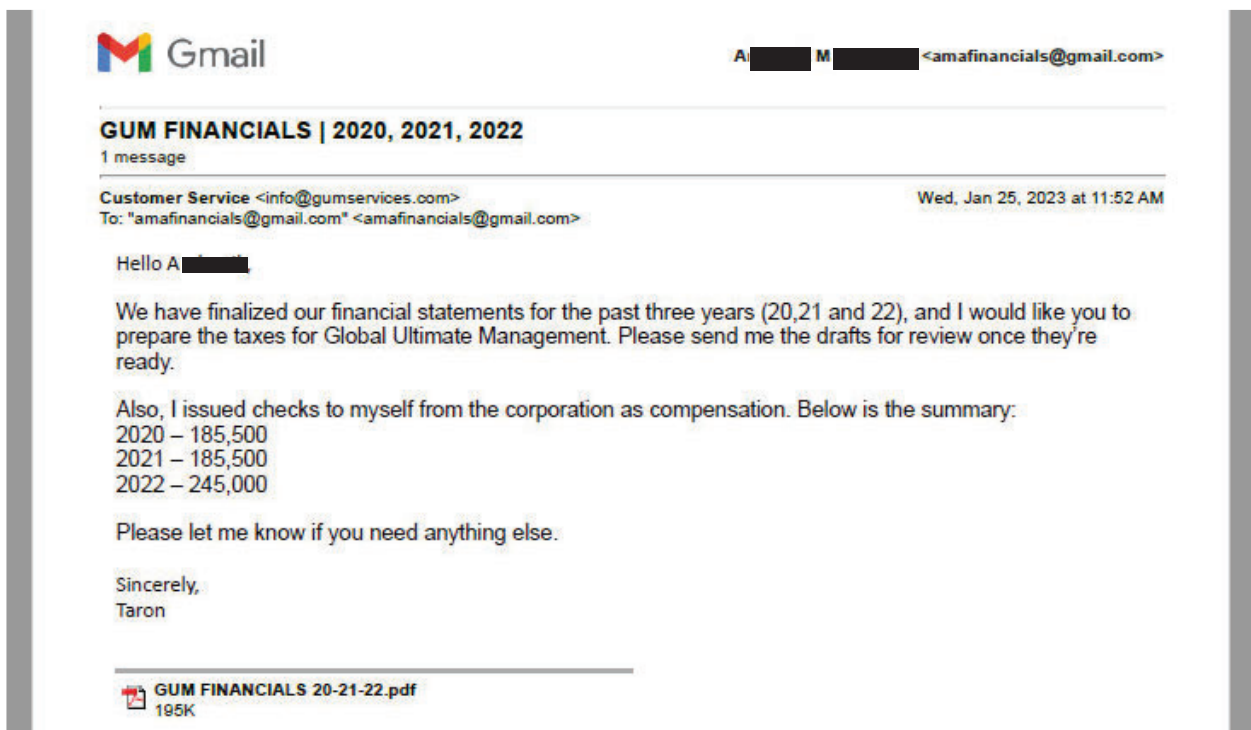 Gmail
A M <amafinancials@gmail.com>
GUM FINANCIALS | 2020, 2021, 2022
1 message
Customer Service <info@gumservices.com> Wed, Jan 25, 2023 at 11:52 AM
To: "amafinancials@gmail.com" <amafinancials@gmail.com>
Hello A
We have finalized our financial statements for the past three years (20,21 and 22), and I would like you to
prepare the taxes for Global Ultimate Management. Please send me the drafts for review once they're
ready.
Also, I issued checks to myself from the corporation as compensation. Below is the summary:
2020 – 185,500
2021 – 185,500
2022 – 245,000
Please let me know if you need anything else.
Sincerely,
Taron
GUM FINANCIALS 20-21-22.pdf
195K